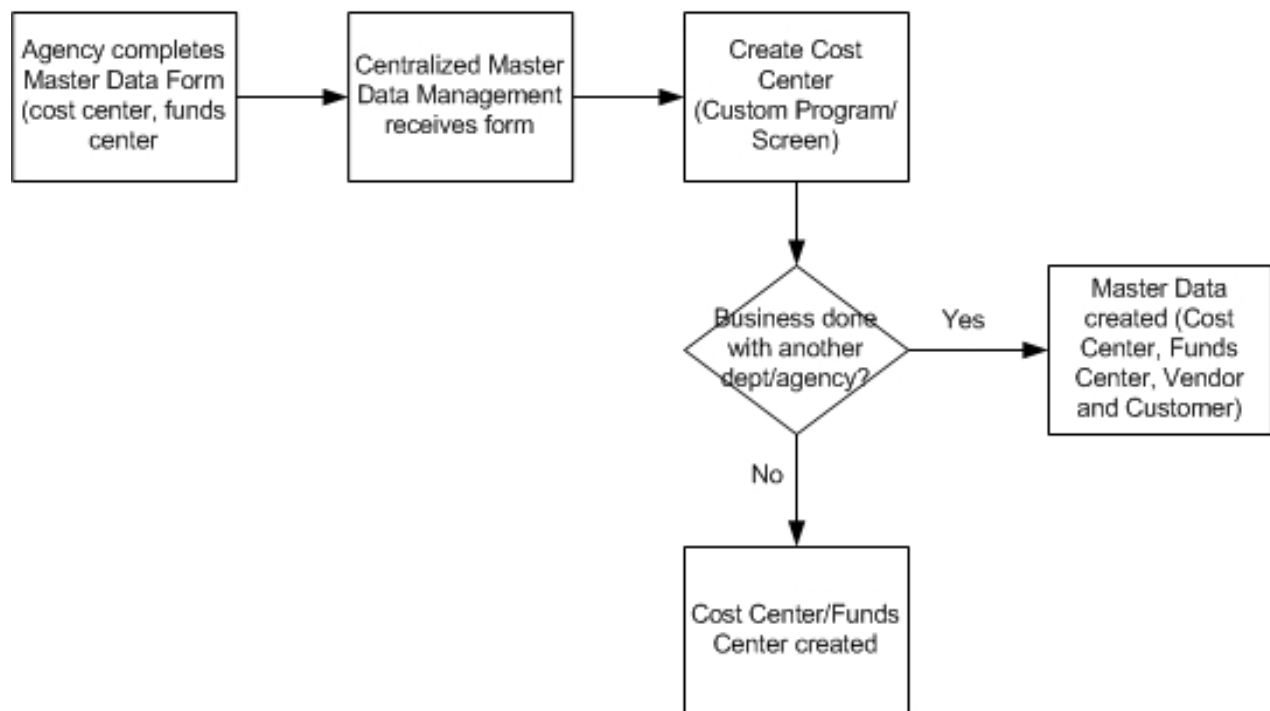 Agency completes
Master Data Form
(cost center, funds
center
Centralized Master
Data Management
receives form
Create Cost
Center
(Custom Program/
Screen)
Business done
with another
dept/agency?
Yes
Master Data
created (Cost
Center, Funds
Center, Vendor
and Customer)
No
Cost Center/Funds
Center created